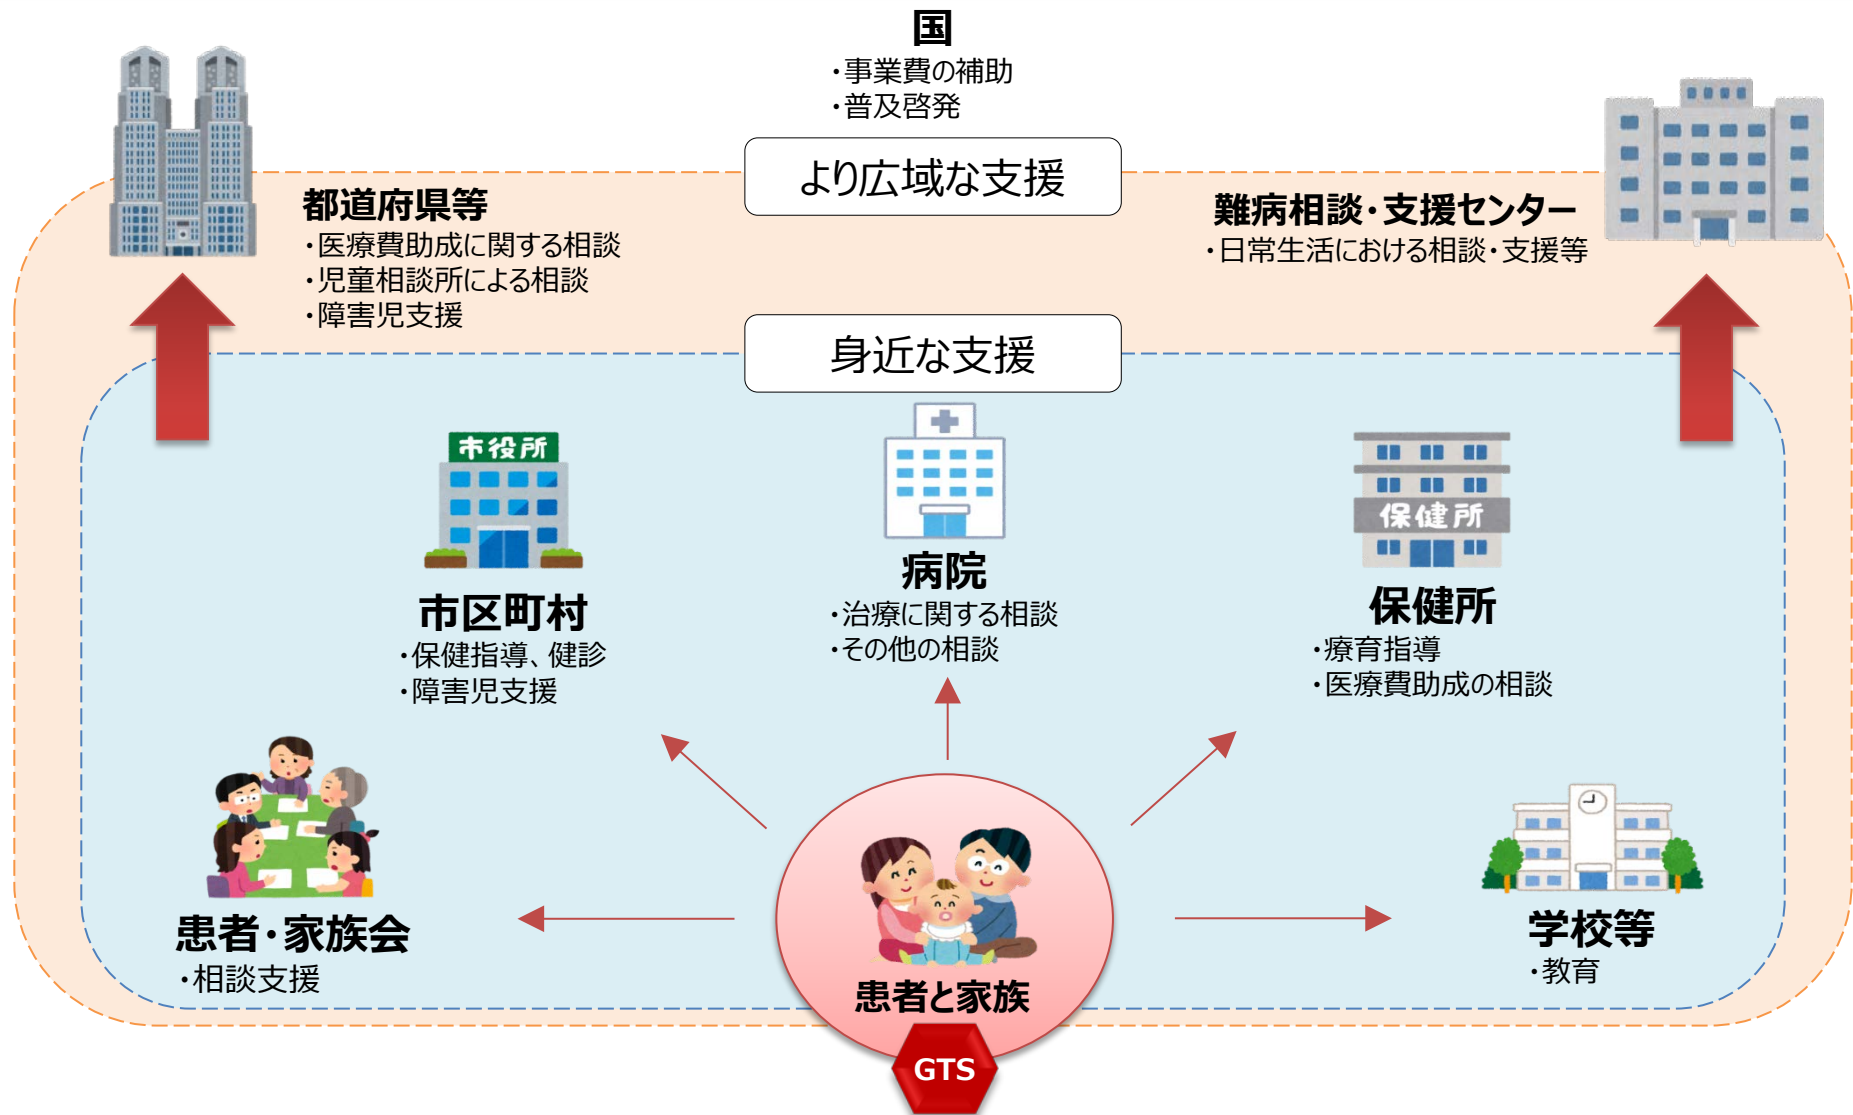 国
・事業費の補助
・普及啓発
より広域な支援
都道府県等
・医療費助成に関する相談
・児童相談所による相談
・障害児支援
難病相談・支援センター
・日常生活における相談・支援等
身近な支援
市役所
市区町村
・保健指導、健診
・障害児支援
病院
・治療に関する相談
・その他の相談
保健所
保健所
・療育指導
・医療費助成の相談
患者・家族会
・相談支援
患者と家族
GTS
学校等
・教育